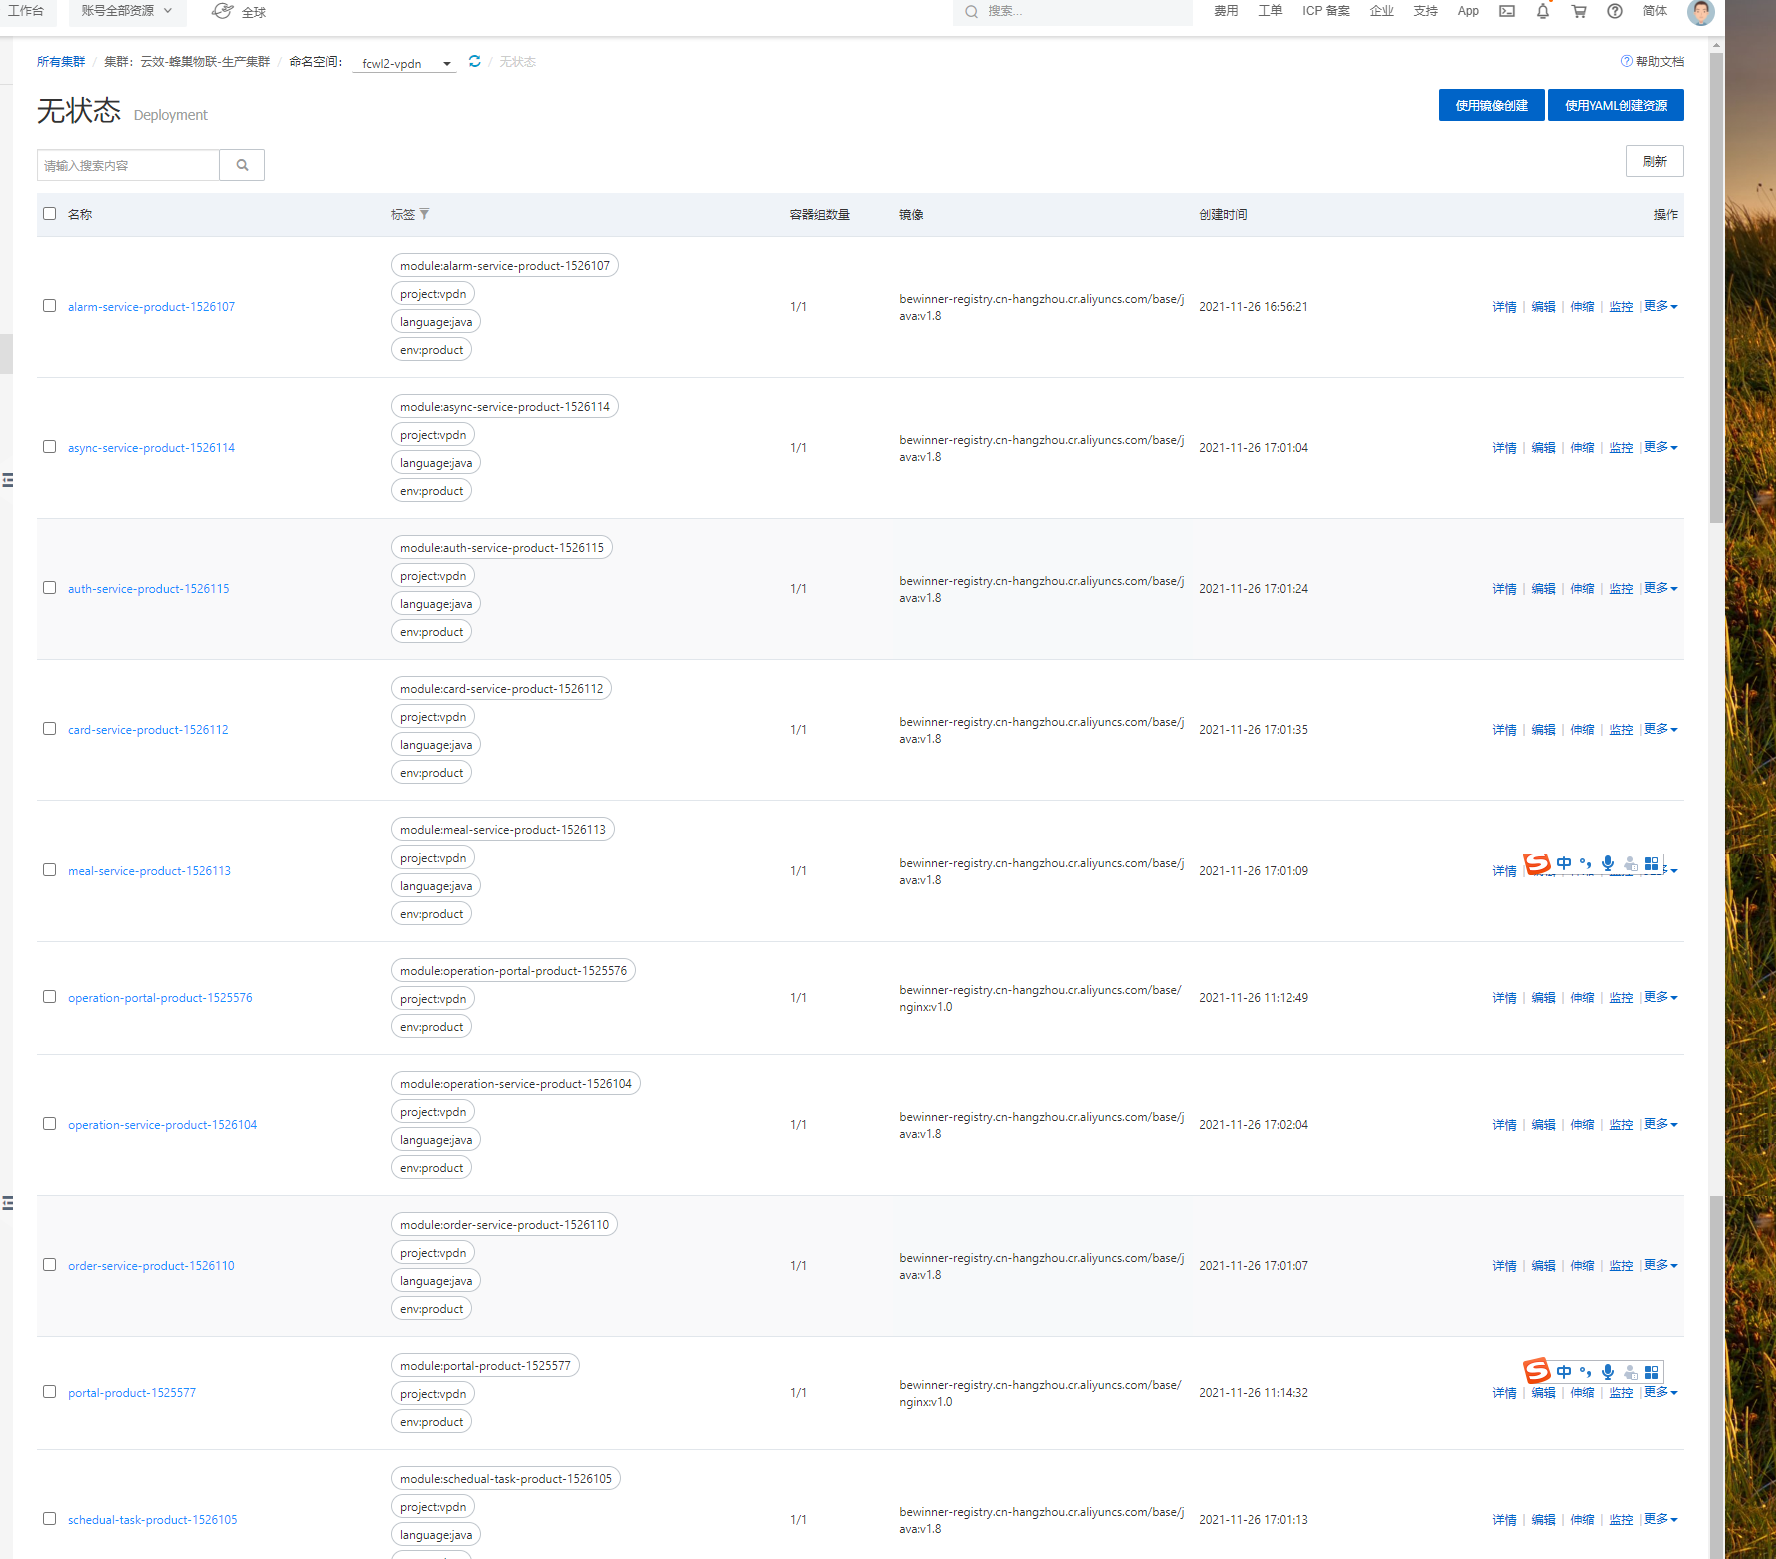 工作台 账号全部资源 全球 搜索... 费用 工单 ICP 备案 企业 支持 App 简体
所有集群 / 集群：云效-蜂巢物联-生产集群 / 命名空间： fcwl2-vpdn / 无状态 帮助文档
无状态 Deployment 使用镜像创建 使用YAML创建资源
请输入搜索内容 刷新
名称 标签 容器组数量 镜像 创建时间 操作
module:alarm-service-product-1526107
project:vpdn
alarm-service-product-1526107 1/1 bewinner-registry.cn-hangzhou.cr.aliyuncs.com/base/j 2021-11-26 16:56:21 详情 | 编辑 | 伸缩 | 监控 | 更多
ava:v1.8
language:java
env:product
module:async-service-product-1526114
project:vpdn
async-service-product-1526114 1/1 bewinner-registry.cn-hangzhou.cr.aliyuncs.com/base/j 2021-11-26 17:01:04 详情 | 编辑 | 伸缩 | 监控 | 更多
ava:v1.8
language:java
env:product
module:auth-service-product-1526115
project:vpdn
auth-service-product-1526115 1/1 bewinner-registry.cn-hangzhou.cr.aliyuncs.com/base/j 2021-11-26 17:01:24 详情 | 编辑 | 伸缩 | 监控 | 更多
ava:v1.8
language:java
env:product
module:card-service-product-1526112
project:vpdn
card-service-product-1526112 1/1 bewinner-registry.cn-hangzhou.cr.aliyuncs.com/base/j 2021-11-26 17:01:35 详情 | 编辑 | 伸缩 | 监控 | 更多
ava:v1.8
language:java
env:product
module:meal-service-product-1526113
project:vpdn
meal-service-product-1526113 1/1 bewinner-registry.cn-hangzhou.cr.aliyuncs.com/base/j 2021-11-26 17:01:09 详情 | 中
ava:v1.8
language:java
env:product
module:operation-portal-product-1525576
operation-portal-product-1525576 1/1 bewinner-registry.cn-hangzhou.cr.aliyuncs.com/base/ 2021-11-26 11:12:49 详情 | 编辑 | 伸缩 | 监控 | 更多
nginx:v1.0
project:vpdn
env:product
module:operation-service-product-1526104
project:vpdn
operation-service-product-1526104 1/1 bewinner-registry.cn-hangzhou.cr.aliyuncs.com/base/j 2021-11-26 17:02:04 详情 | 编辑 | 伸缩 | 监控 | 更多
ava:v1.8
language:java
env:product
module:order-service-product-1526110
project:vpdn
order-service-product-1526110 1/1 bewinner-registry.cn-hangzhou.cr.aliyuncs.com/base/j 2021-11-26 17:01:07 详情 | 编辑 | 伸缩 | 监控 | 更多
ava:v1.8
language:java
env:product
module:portal-product-1525577 中
portal-product-1525577 1/1 bewinner-registry.cn-hangzhou.cr.aliyuncs.com/base/ 2021-11-26 11:14:32 详情 | 编辑 | 伸缩 | 监控 | 更多
nginx:v1.0
project:vpdn
env:product
module:schedual-task-product-1526105
project:vpdn
schedual-task-product-1526105 1/1 bewinner-registry.cn-hangzhou.cr.aliyuncs.com/base/j 2021-11-26 17:01:13 详情 | 编辑 | 伸缩 | 监控 | 更多
ava:v1.8
language:java